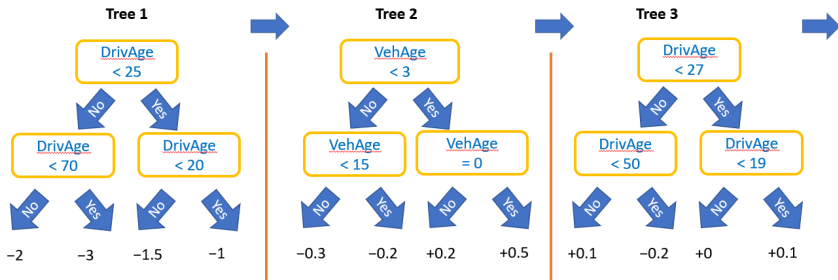 Tree 1
Tree 2
Tree 3
DrivAge
< 25
VehAge
< 3
DrivAge
< 27
No
Yes
No
Yes
No
Yes
DrivAge
< 70
DrivAge
< 20
VehAge
< 15
VehAge
= 0
DrivAge
< 50
DrivAge
< 19
No
Yes
No
Yes
No
Yes
No
Yes
No
Yes
No
Yes
−2
−3
−1.5
−1
−0.3
−0.2
+0.2
+0.5
+0.1
−0.2
+0
+0.1